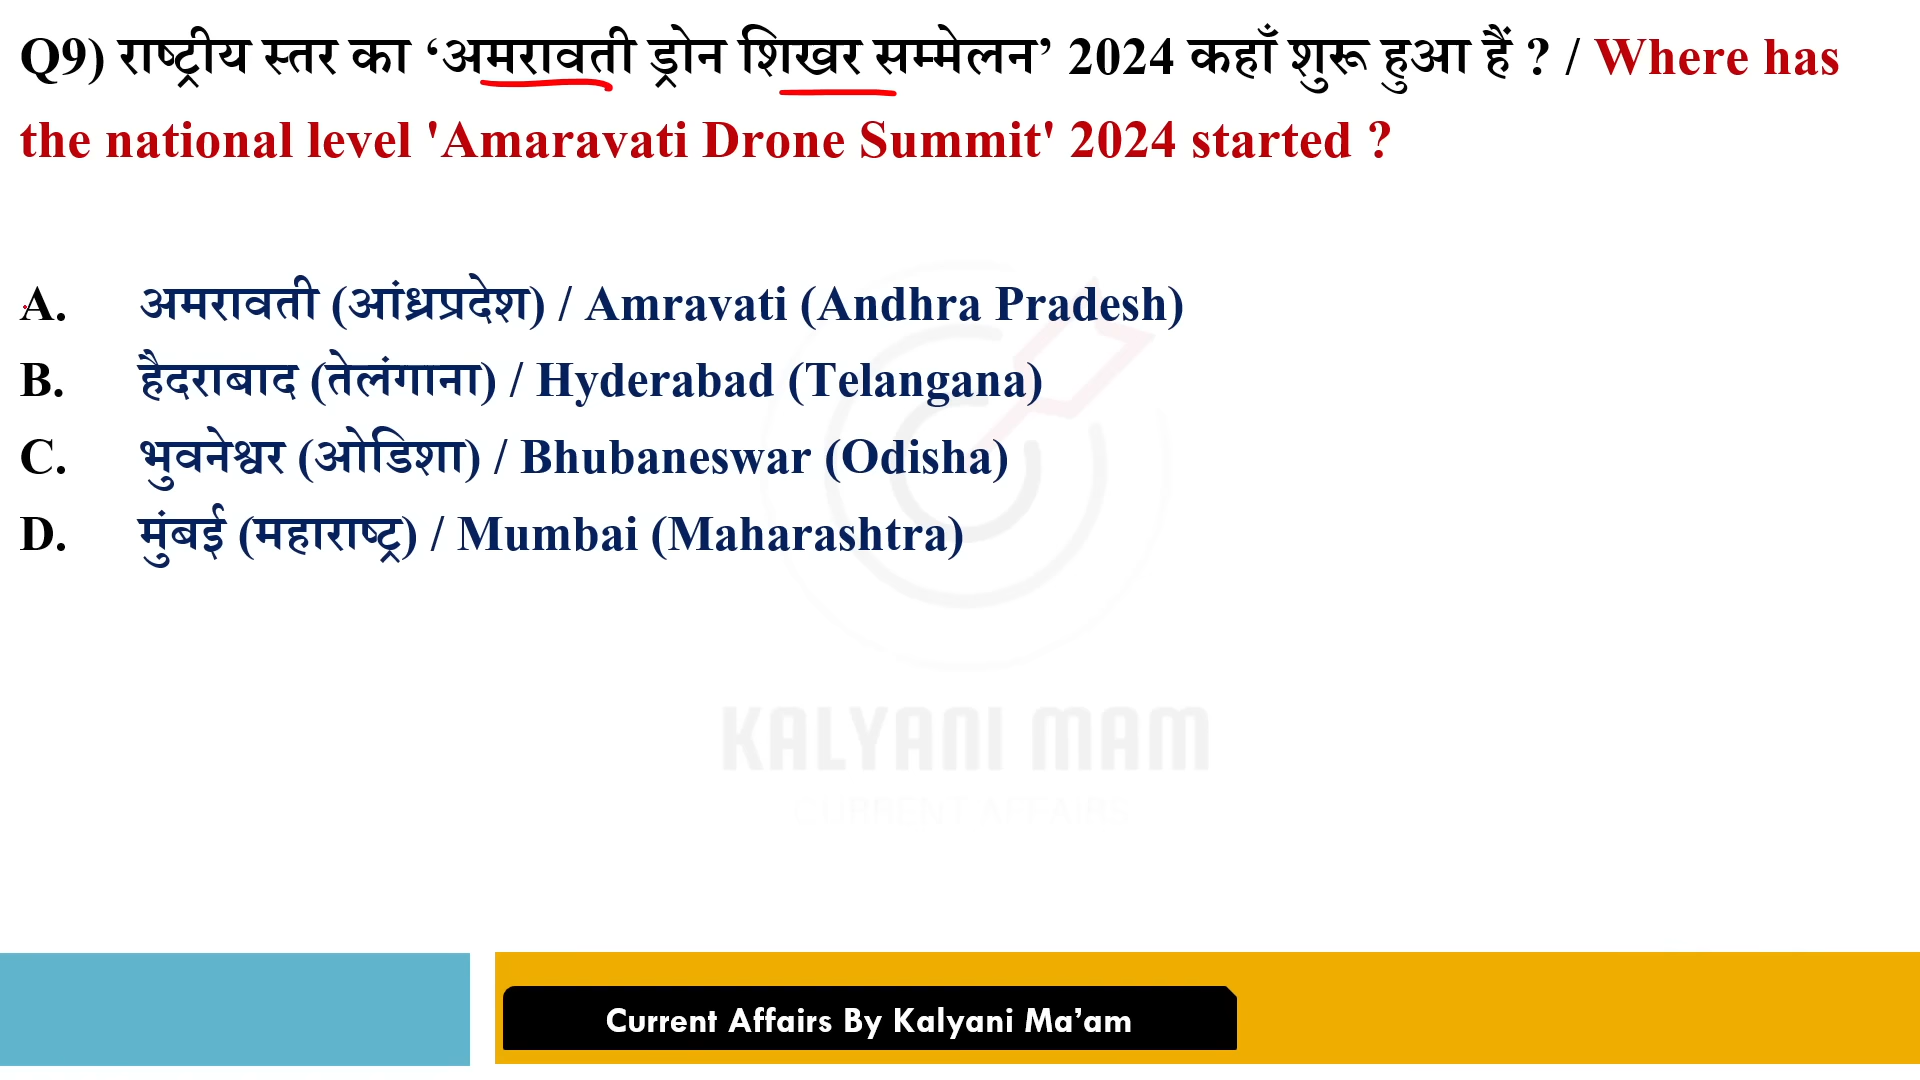 Q9) राष्ट्रीय स्तर का ‘अमरावती ड्रोन शिखर सम्मेलन’ 2024 कहाँ शुरू हुआ हैं ? / Where has
the national level 'Amaravati Drone Summit' 2024 started ?
A. अमरावती (आंध्रप्रदेश) / Amravati (Andhra Pradesh)
B. हैदराबाद (तेलंगाना) / Hyderabad (Telangana)
C. भुवनेश्वर (ओडिशा) / Bhubaneswar (Odisha)
D. मुंबई (महाराष्ट्र) / Mumbai (Maharashtra)
KALYANI MAM
CURRENT AFFAIRS
Current Affairs By Kalyani Ma’am